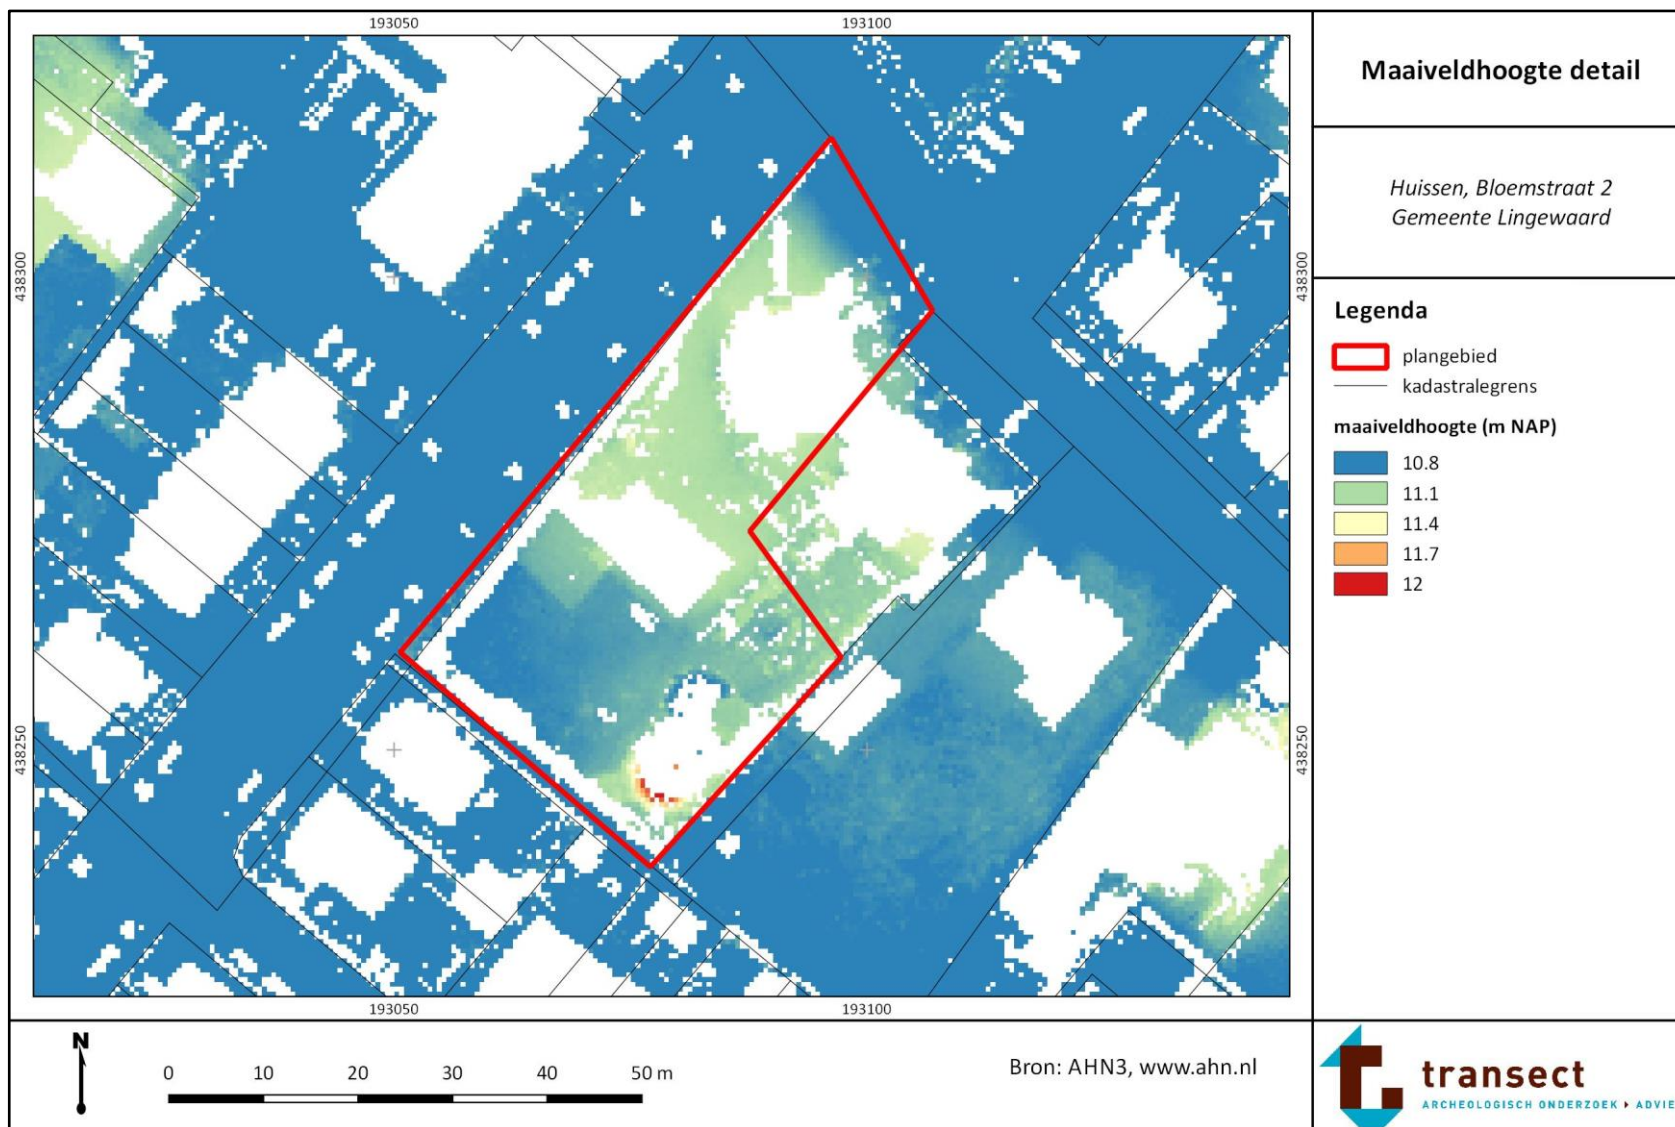 193050
193100
438300
438300
438250
438250
193050
193100
Maaiveldhoogte detail
Huissen, Bloemstraat 2
Gemeente Lingewaard
Legenda
plangebied
kadastralegrens
maaiveldhoogte (m NAP)
10.8
11.1
11.4
11.7
12
N
0 10 20 30 40 50 m
Bron: AHN3, www.ahn.nl
transect
ARCHEOLOGISCH ONDERZOEK ADVIE